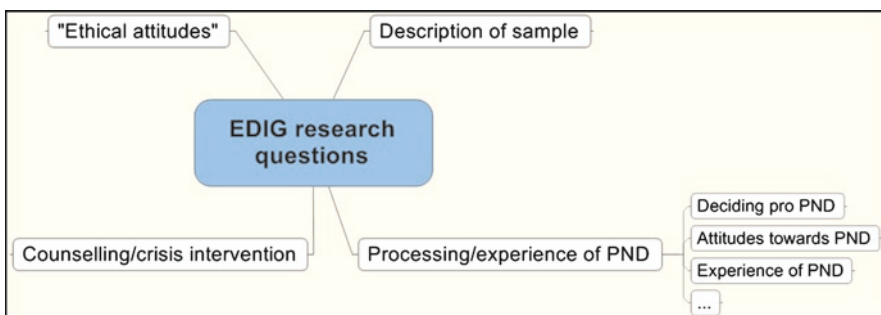 "Ethical attitudes"
Description of sample
EDIG research
questions
Counselling/crisis intervention
Processing/experience of PND
Deciding pro PND
Attitudes towards PND
Experience of PND
...